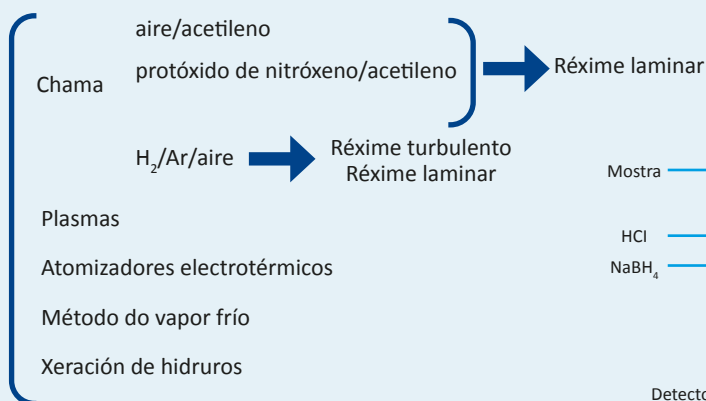 aire/acetileno
Chama
protóxido de nitróxeno/acetileno
Réxime laminar
H₂/Ar/aire
Réxime turbulento
Réxime laminar
Mostra
Plasmas
HCl
Atomizadores electrotérmicos
NaBH₄
Método do vapor frío
Xeración de hidruros
Detecto